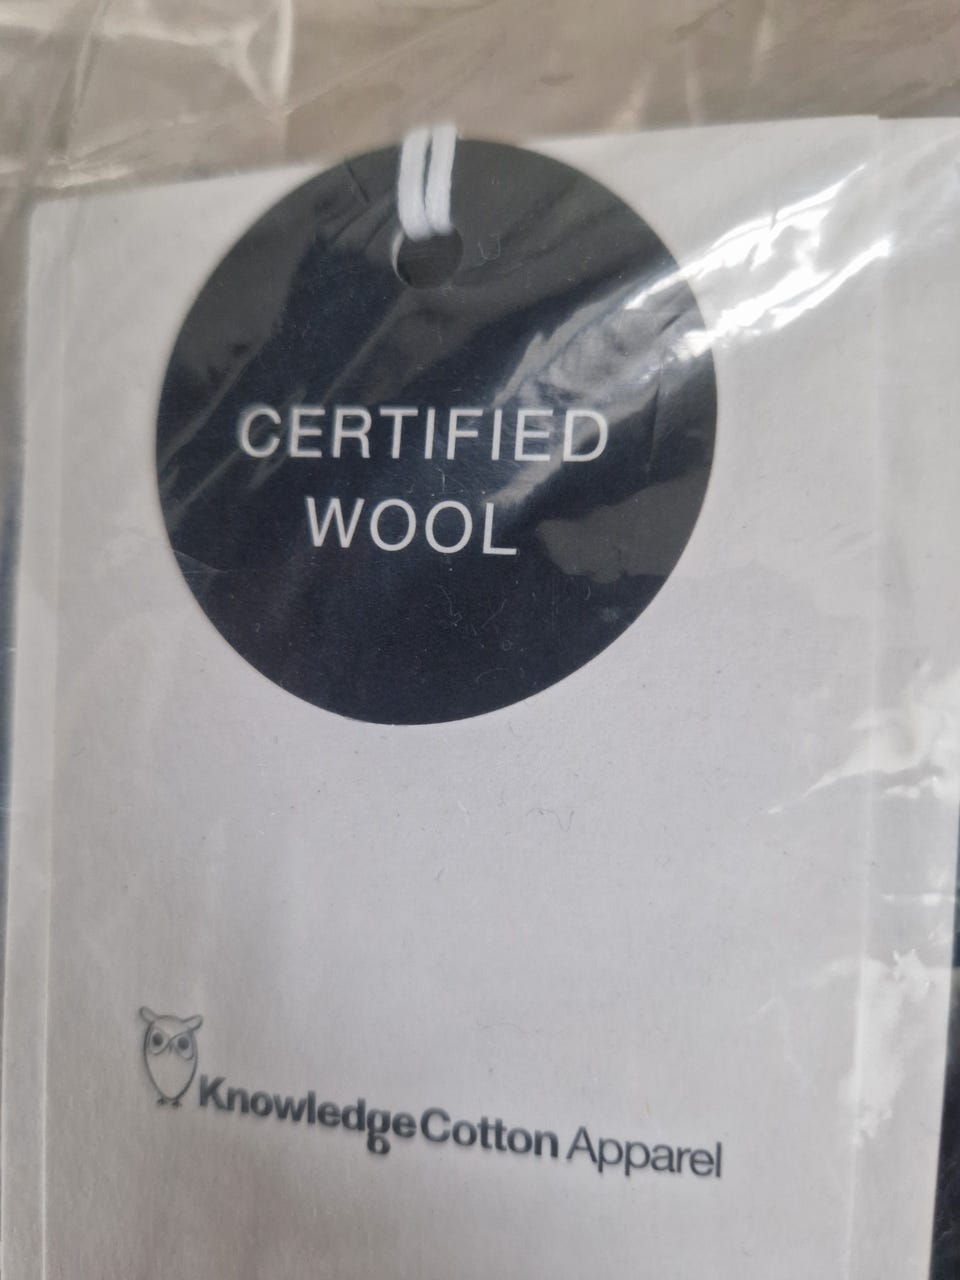 CERTIFIED
WOOL
KnowledgeCotton Apparel